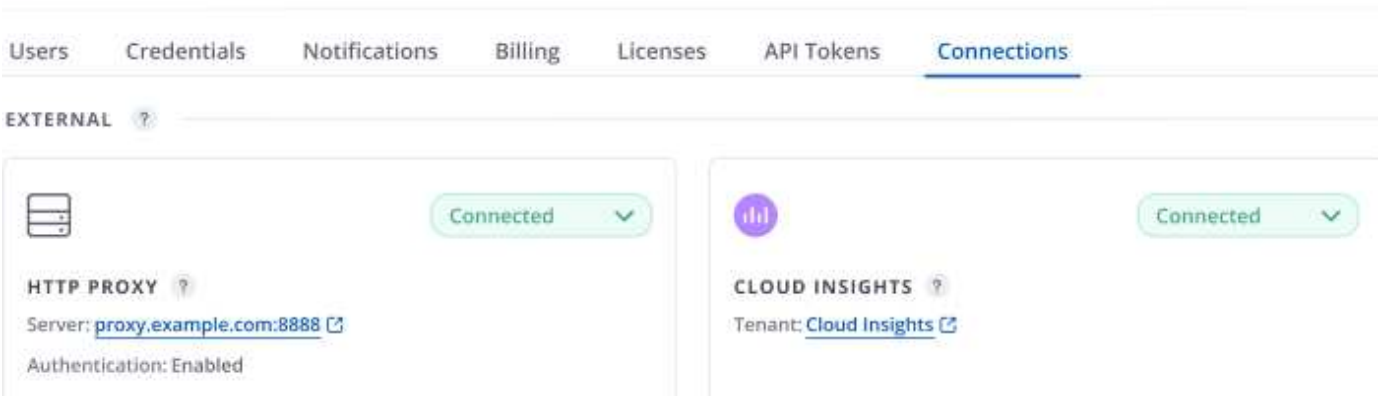 Users Credentials Notifications Billing Licenses API Tokens Connections
EXTERNAL ?
Connected
HTTP PROXY ?
Server: proxy.example.com:8888
Authentication: Enabled
Connected
CLOUD INSIGHTS ?
Tenant: Cloud Insights